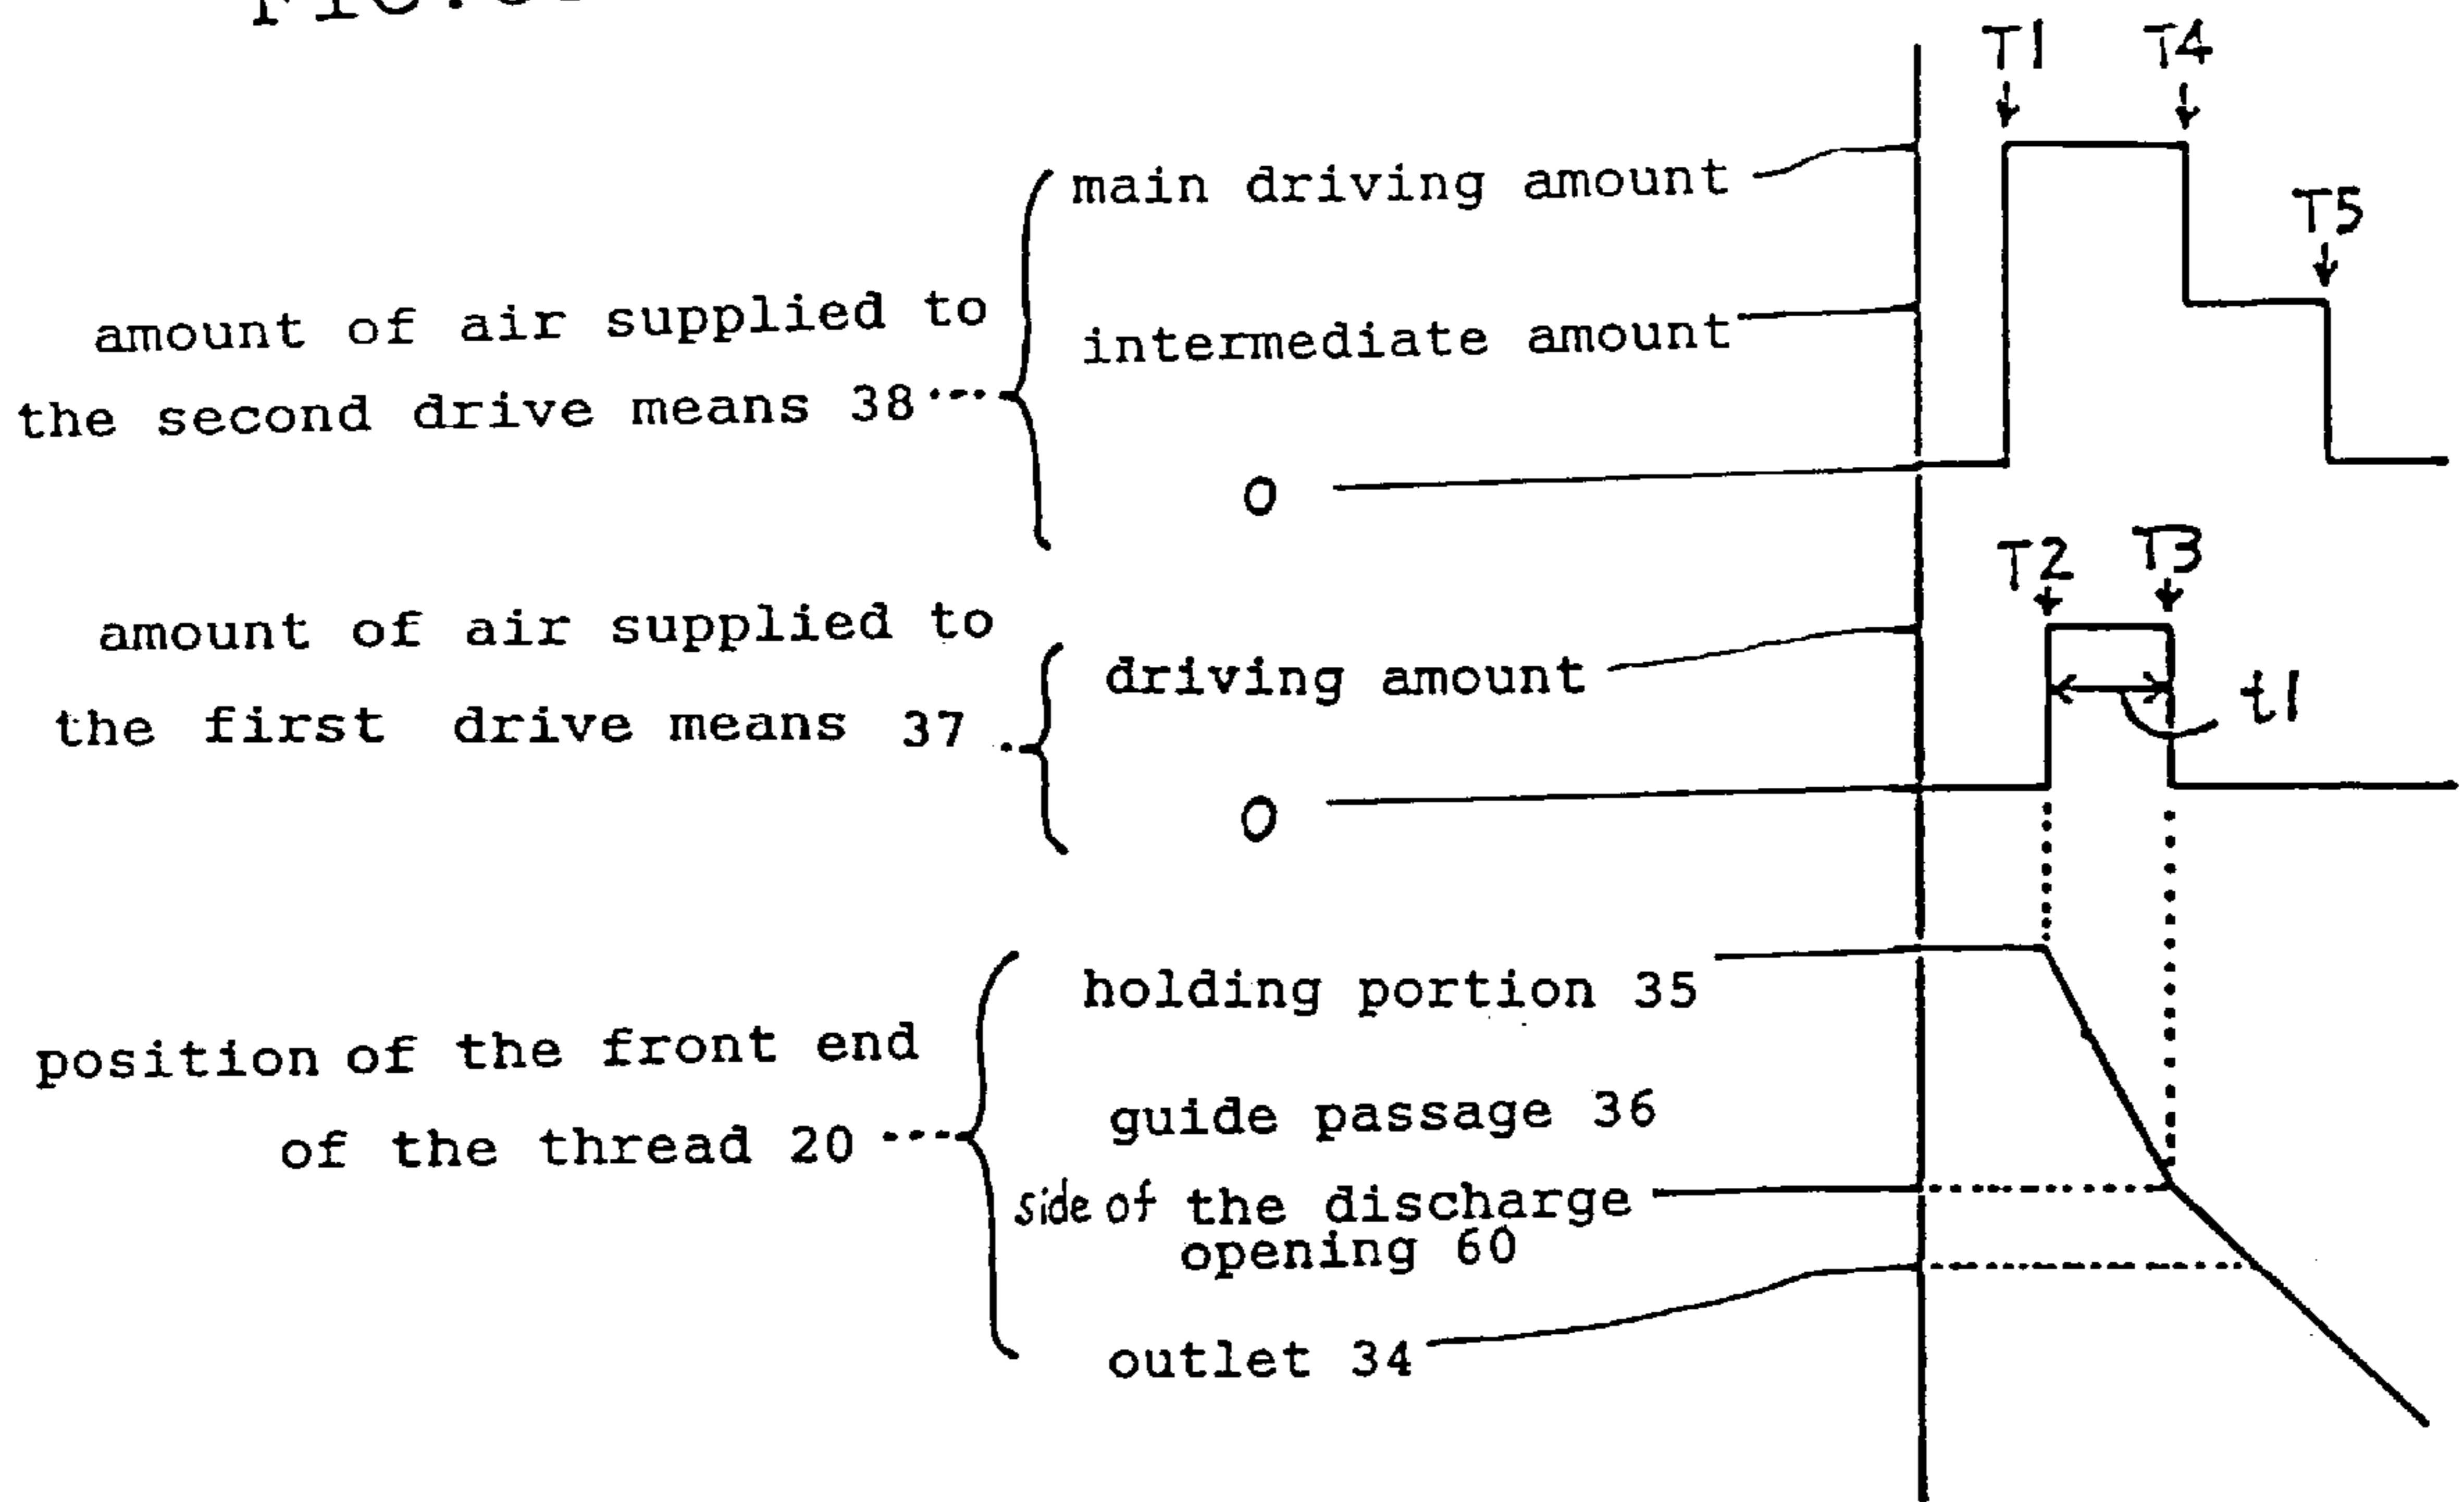 T1
T4
main driving amount
T5
intermediate amount
amount of air supplied to
the second drive means 38
0
T2
T3
amount of air supplied to
the first drive means 37
driving amount
t1
0
holding portion 35
position of the front end
of the thread 20
guide passage 36
side of the discharge
opening 60
outlet 34